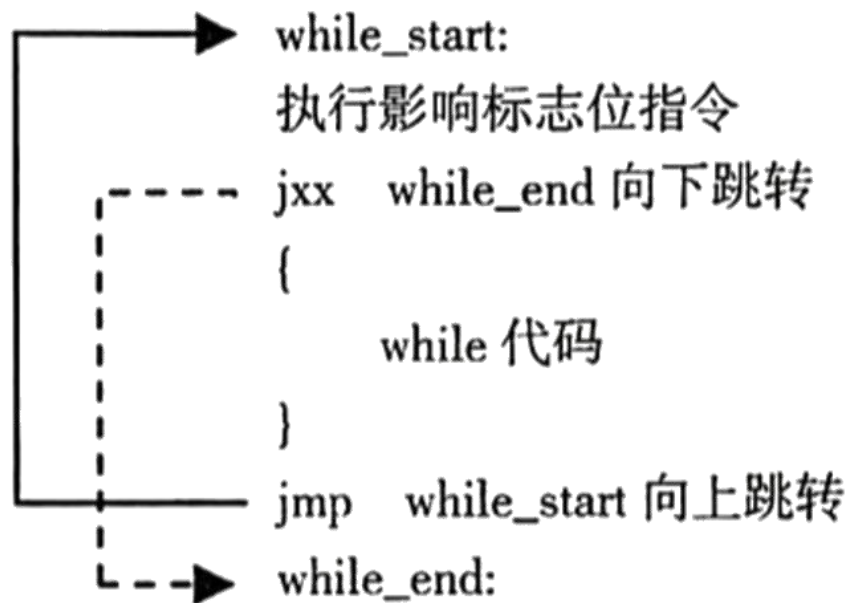 while_start:
执行影响标志位指令
jxx while_end 向下跳转
{
while 代码
}
jmp while_start 向上跳转
while_end: